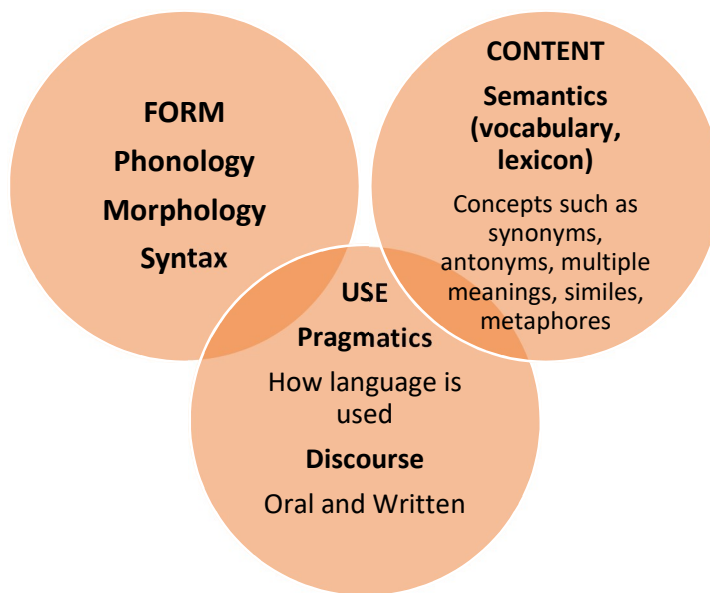 FORM
Phonology
Morphology
Syntax
CONTENT
Semantics
(vocabulary,
lexicon)
Concepts such as
synonyms,
antonyms, multiple
meanings, similes,
metaphores
USE
Pragmatics
How language is
used
Discourse
Oral and Written